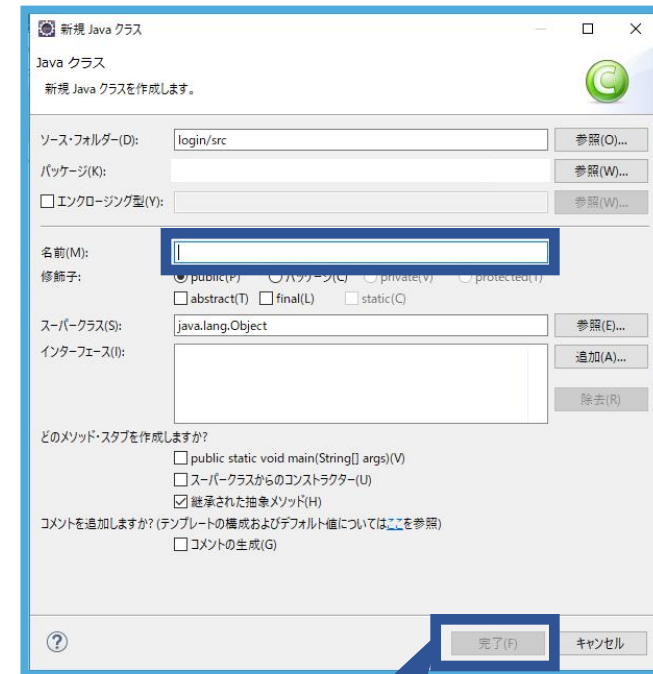 新規 Java クラス
Java クラス
新規 Java クラスを作成します。
ソース・フォルダー(D): login/src 参照(O)...
パッケージ(K): 参照(W)...
エンクロージング型(Y): 参照(W)...
名前(M):
修飾子: public(P) パッケージ(C) private(V) protected(T)
abstract(T) final(L) static(C)
スーパークラス(S): java.lang.Object 参照(E)...
インターフェース(I): 追加(A)...
除去(R)
どのメソッド・スタブを作成しますか?
public static void main(String[] args)(V)
スーパークラスからのコンストラクター(U)
継承された抽象メソッド(H)
コメントを追加しますか? (テンプレートの構成およびデフォルト値についてはここを参照)
コメントの生成(G)
完了(F) キャンセル